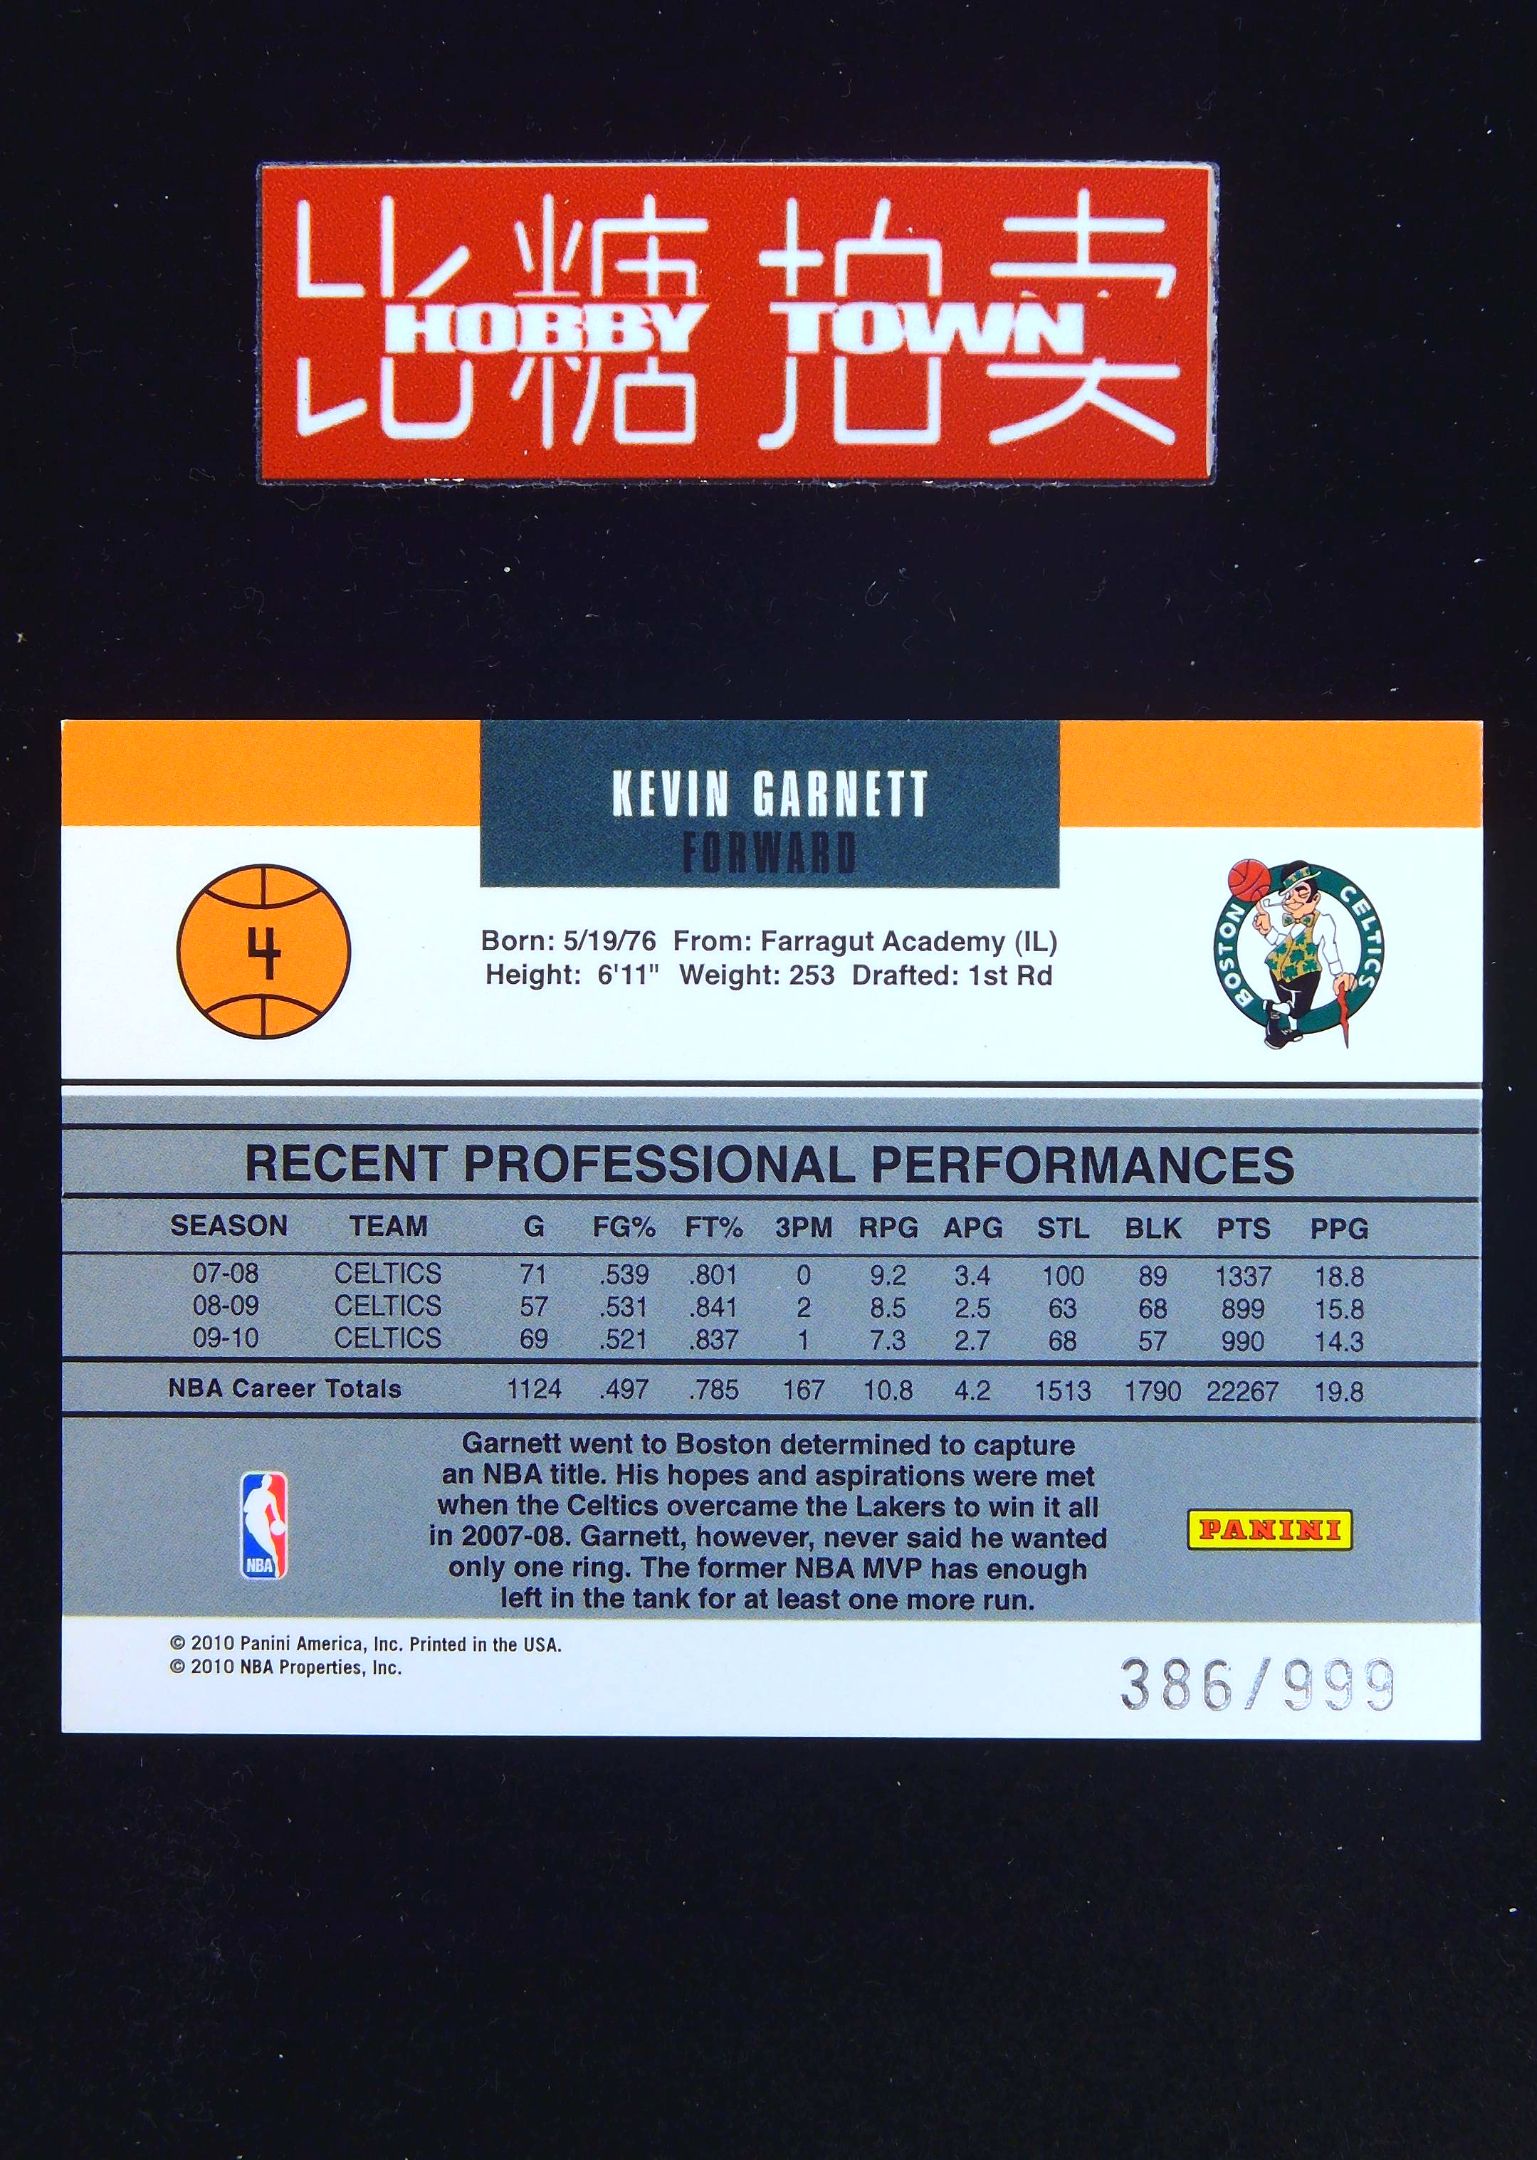 比糖 拍卖
HOBBY TOWN
KEVIN GARNETT
FORWARD
4
Born: 5/19/76 From: Farragut Academy (IL)
Height: 6'11" Weight: 253 Drafted: 1st Rd
BOSTON CELTICS
RECENT PROFESSIONAL PERFORMANCES
SEASON TEAM G FG% FT% 3PM RPG APG STL BLK PTS PPG
07-08 CELTICS 71 .539 .801 0 9.2 3.4 100 89 1337 18.8
08-09 CELTICS 57 .531 .841 2 8.5 2.5 63 68 899 15.8
09-10 CELTICS 69 .521 .837 1 7.3 2.7 68 57 990 14.3
NBA Career Totals 1124 .497 .785 167 10.8 4.2 1513 1790 22267 19.8
Garnett went to Boston determined to capture
an NBA title. His hopes and aspirations were met
when the Celtics overcame the Lakers to win it all
in 2007-08. Garnett, however, never said he wanted
only one ring. The former NBA MVP has enough
left in the tank for at least one more run.
NBA
PANINI
© 2010 Panini America, Inc. Printed in the USA.
© 2010 NBA Properties, Inc.
386/999